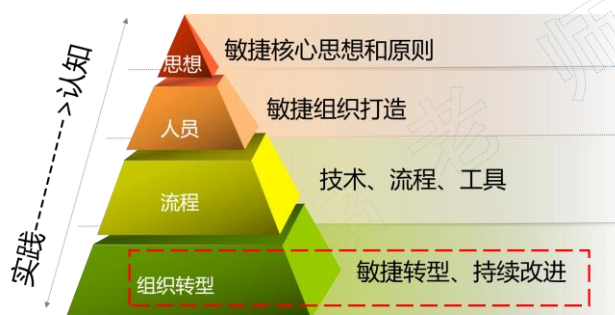 思想
敏捷核心思想和原则
人员
敏捷组织打造
流程
技术、流程、工具
组织转型
敏捷转型、持续改进
实践------->认知
老师